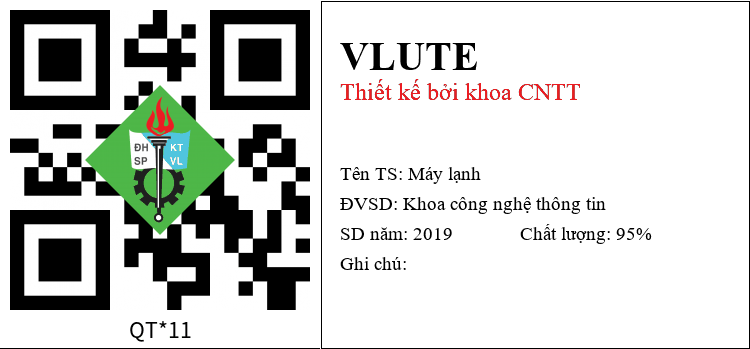 ĐH KT
SP VL
QT*11
VLUTE
Thiết kế bởi khoa CNTT
Tên TS: Máy lạnh
ĐVSD: Khoa công nghệ thông tin
SD năm: 2019 Chất lượng: 95%
Ghi chú: